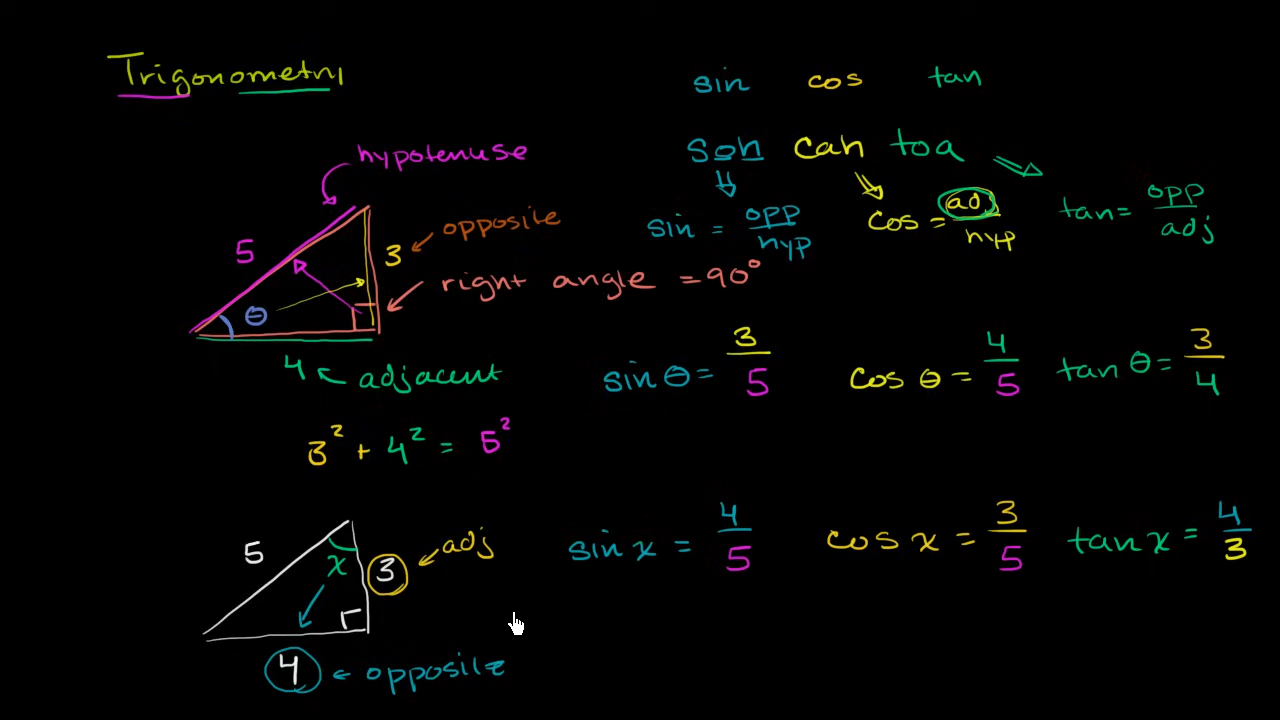 Trigonometry
sin cos tan
soh cah toa
hypotenuse
5
3
opposite
θ
right angle = 90°
4
adjacent
sin = opp/hyp
cos = adj/hyp
tan = opp/adj
sin θ = 3/5
cos θ = 4/5
tan θ = 3/4
3² + 4² = 5²
5
x
3
adj
4
opposite
sin x = 4/5
cos x = 3/5
tan x = 4/3